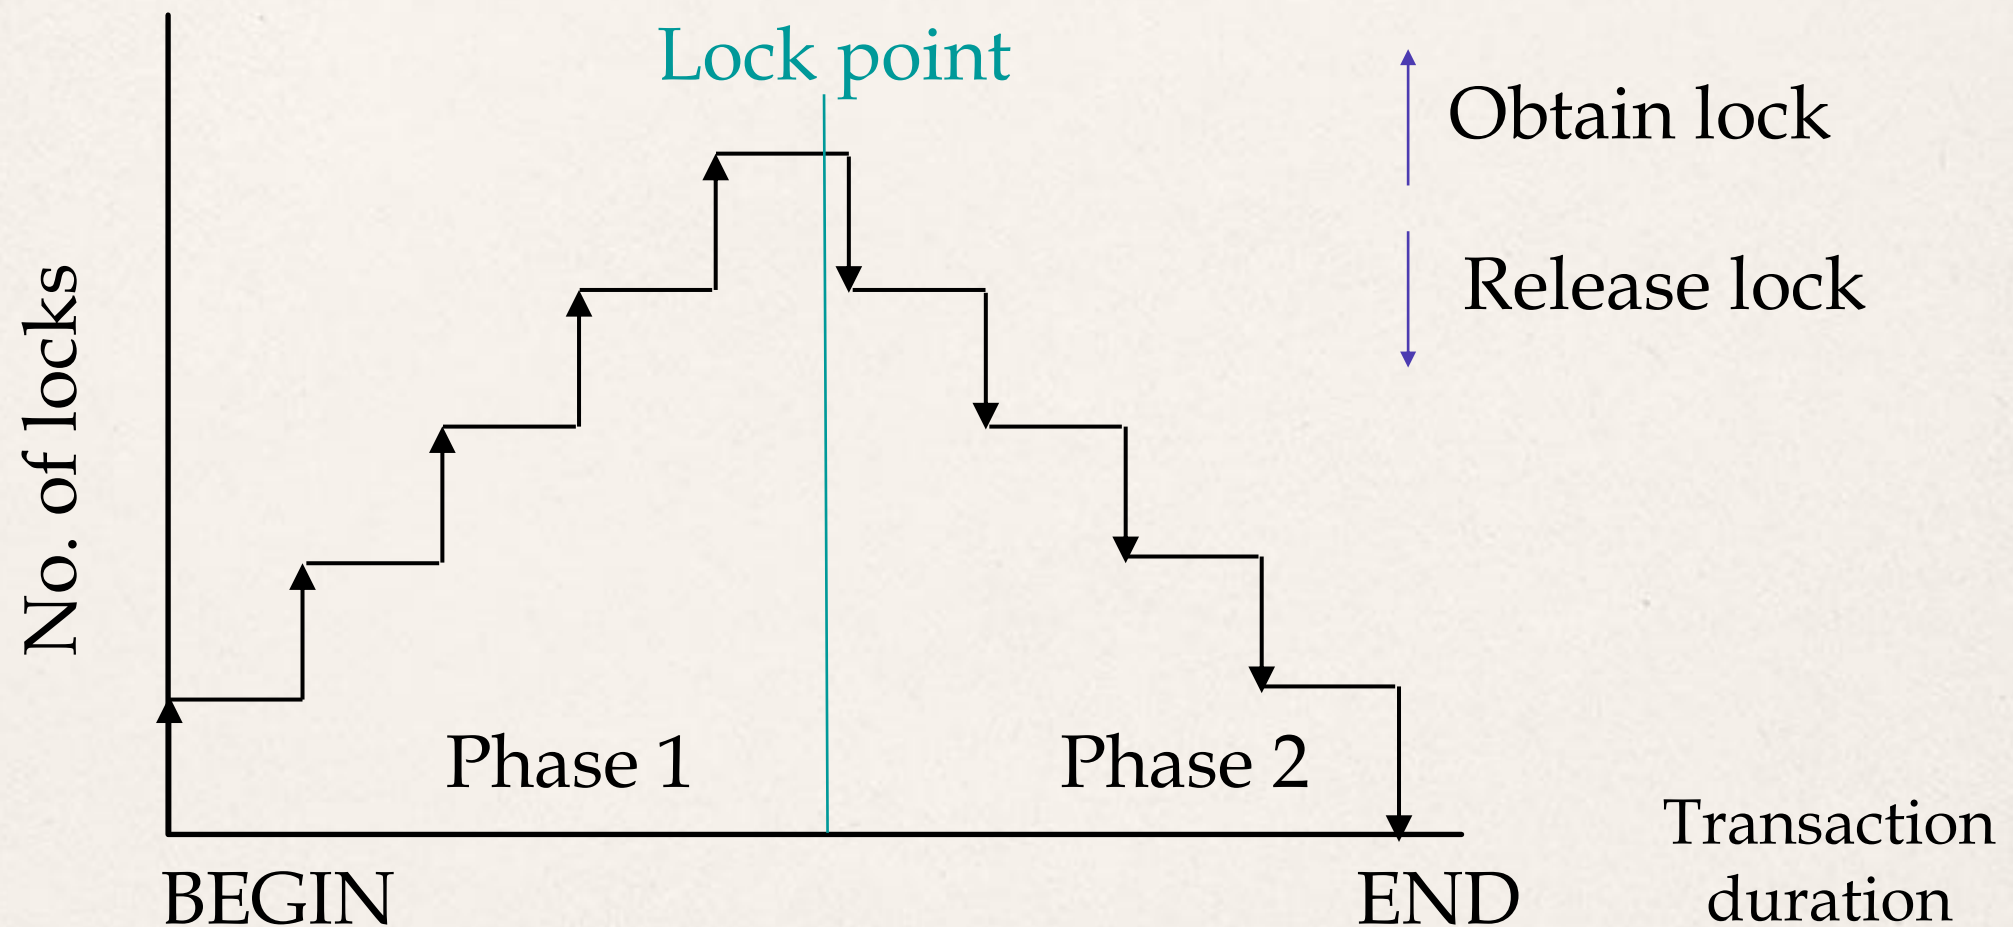 Lock point
Obtain lock
Release lock
No. of locks
Phase 1
Phase 2
BEGIN
END
Transaction
duration